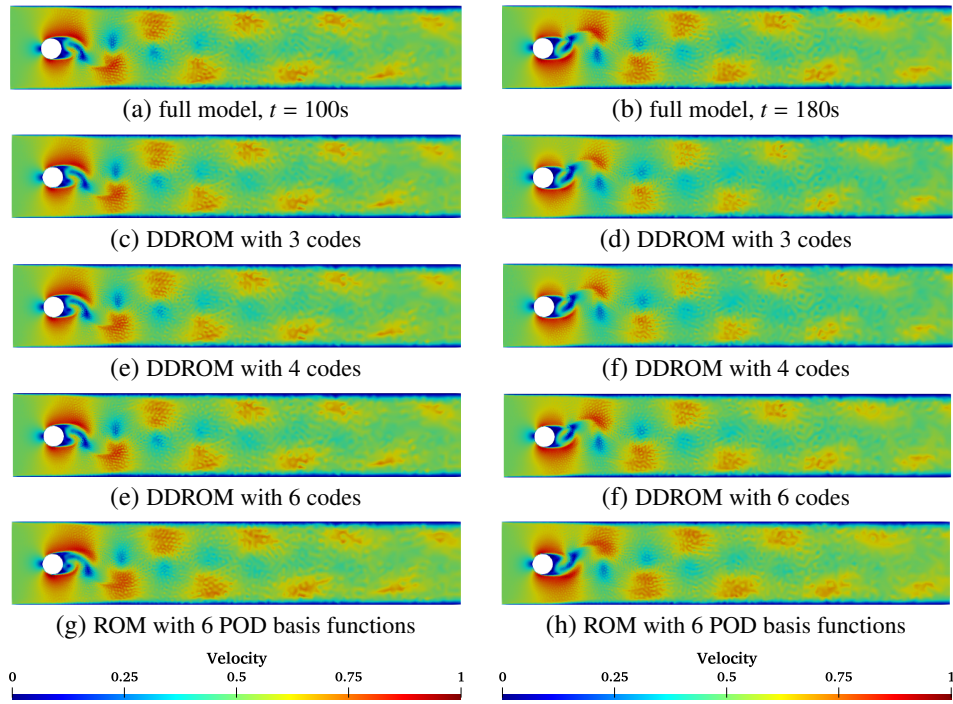 (a) full model, t = 100s
(b) full model, t = 180s
(c) DDROM with 3 codes
(d) DDROM with 3 codes
(e) DDROM with 4 codes
(f) DDROM with 4 codes
(e) DDROM with 6 codes
(f) DDROM with 6 codes
(g) ROM with 6 POD basis functions
(h) ROM with 6 POD basis functions
Velocity
0 0.25 0.5 0.75 1
Velocity
0 0.25 0.5 0.75 1